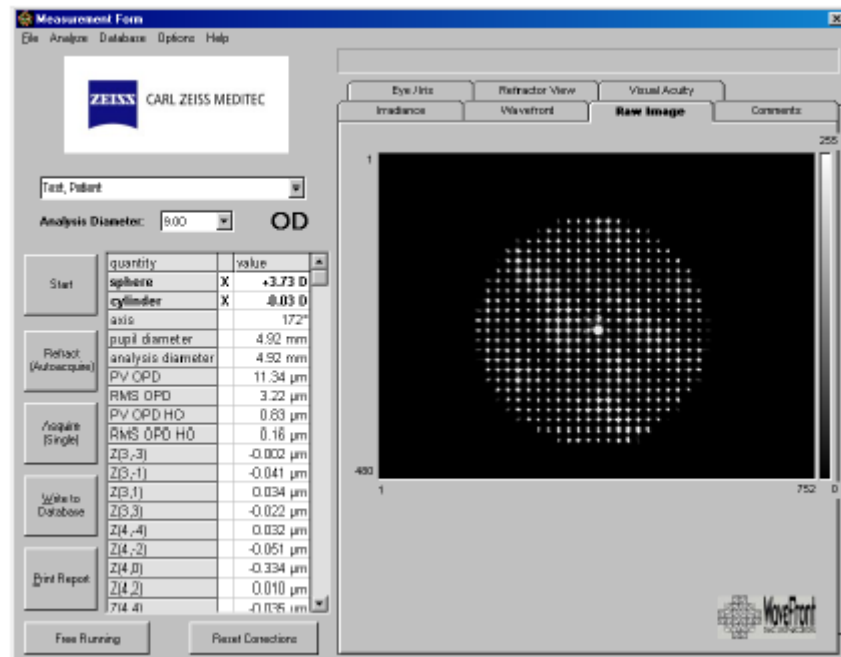 Measurement Form
File Analyze Database Options Help
ZEISS CARL ZEISS MEDITEC
Test, Patient
Analysis Diameter: 9.00 OD
Start
Refract (Autoacquire)
Acquire (Single)
Write to Database
Print Report
quantity value
sphere X +3.73 D
cylinder X -0.03 D
axis 172°
pupil diameter 4.92 mm
analysis diameter 4.92 mm
PV OPD 11.34 µm
RMS OPD 3.22 µm
PV OPD HO 0.83 µm
RMS OPD HO 0.16 µm
Z(3,-3) -0.002 µm
Z(3,-1) -0.041 µm
Z(3,1) 0.034 µm
Z(3,3) -0.022 µm
Z(4,-4) 0.032 µm
Z(4,-2) -0.051 µm
Z(4,0) -0.334 µm
Z(4,2) 0.010 µm
Z(4,4) -0.035 µm
Free Running Reset Corrections
Eye /Iris Refractor View Visual Acuity
Irradiance Wavefront Raw Image Comments
255
1
480
1 752 0
WaveFront
SCIENCES